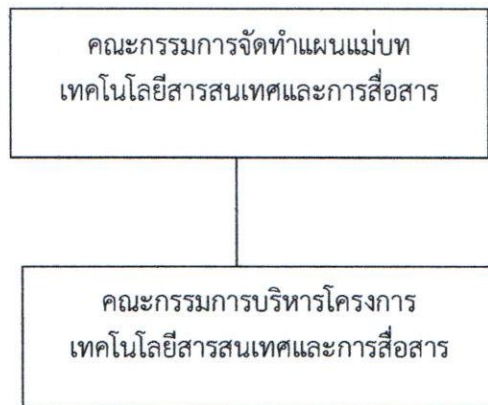 คณะกรรมการจัดทำแผนแม่บท
เทคโนโลยีสารสนเทศและการสื่อสาร
คณะกรรมการบริหารโครงการ
เทคโนโลยีสารสนเทศและการสื่อสาร